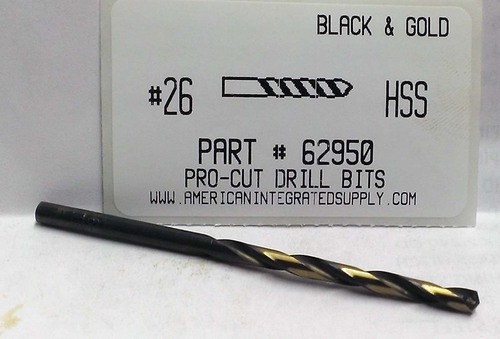 BLACK & GOLD
#26
HSS
PART # 62950
PRO-CUT DRILL BITS
WWW.AMERICANINTEGRATEDSUPPLY.COM